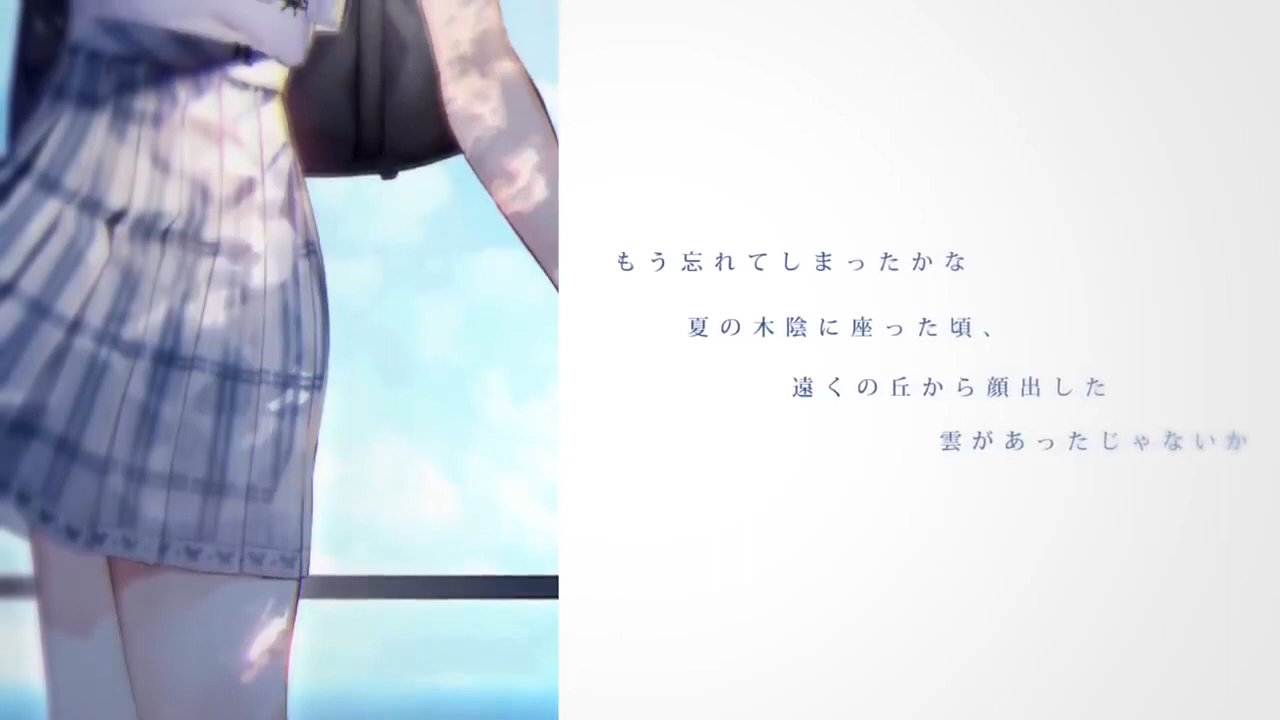 もう忘れてしまったかな
夏の木陰に座った頃、
遠くの丘から顔出した
雲があったじゃないか